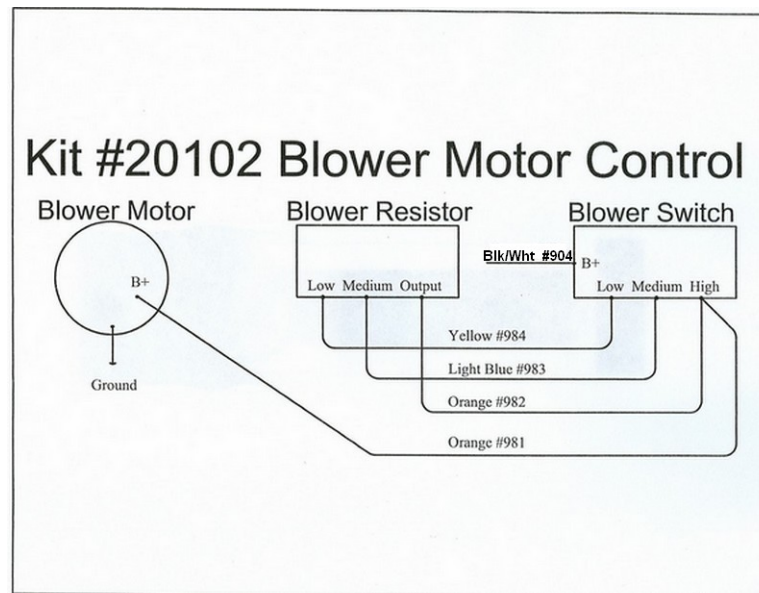 Kit #20102 Blower Motor Control
Blower Motor
Blower Resistor
Blower Switch
B+
Ground
Low Medium Output
Blk/Wht #904
B+
Low Medium High
Yellow #984
Light Blue #983
Orange #982
Orange #981